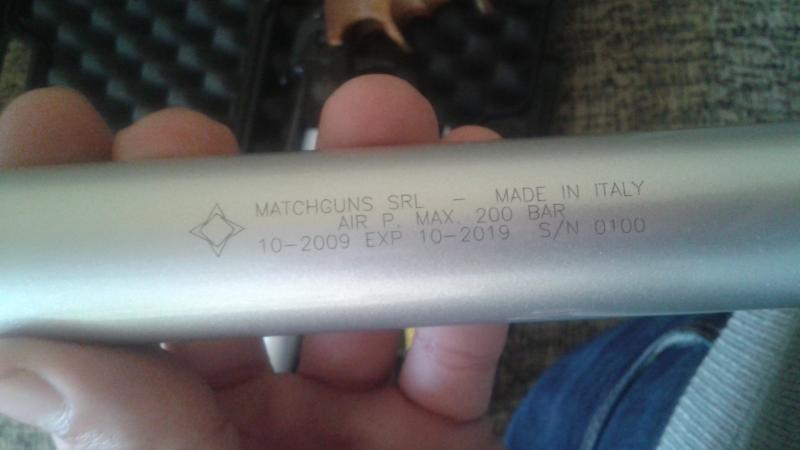 MATCHGUNS SRL - MADE IN ITALY
AIR P. MAX. 200 BAR
10-2009 EXP 10-2019 S/N 0100